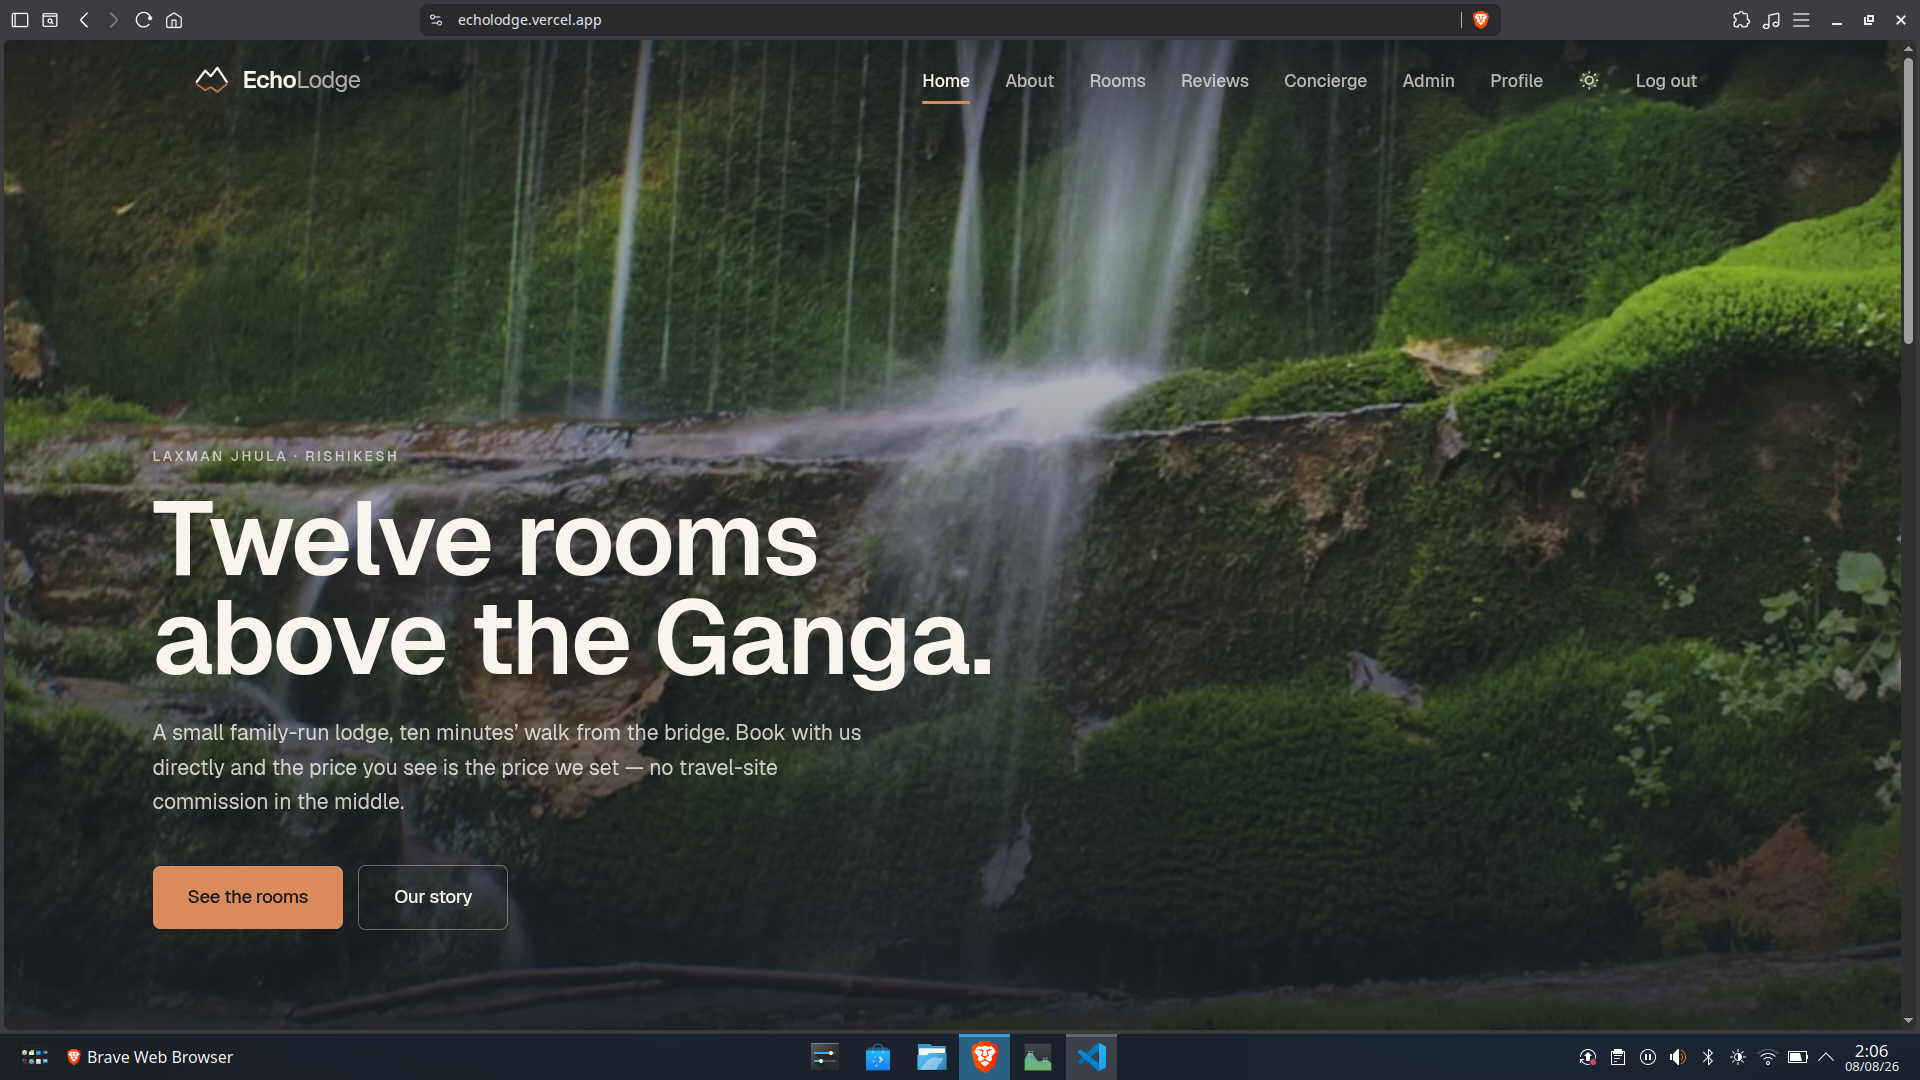 echolodge.vercel.app
EchoLodge
Home
About
Rooms
Reviews
Concierge
Admin
Profile
Log out
LAXMAN JHULA · RISHIKESH
Twelve rooms
above the Ganga.
A small family-run lodge, ten minutes’ walk from the bridge. Book with us
directly and the price you see is the price we set — no travel-site
commission in the middle.
See the rooms
Our story
Brave Web Browser
2:06
08/08/26